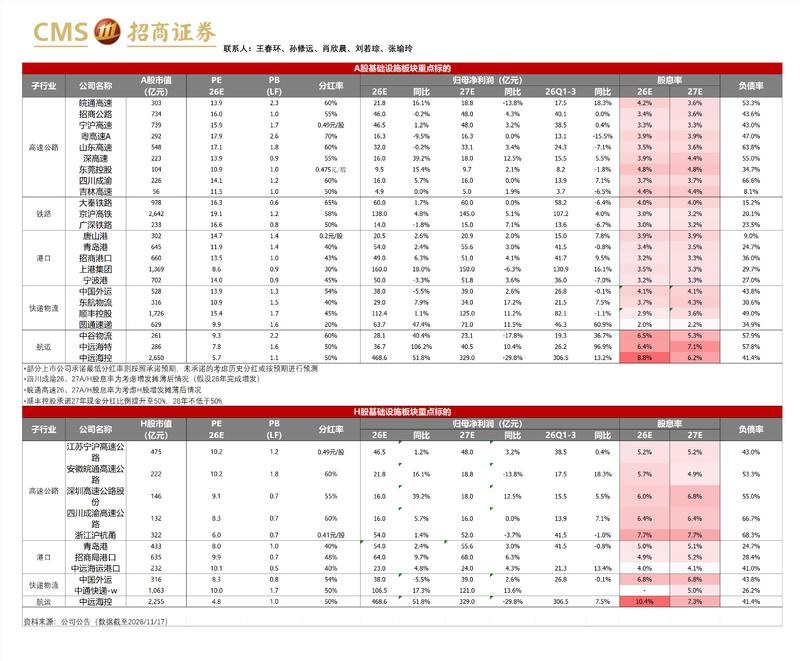 CMS 招商证券
联系人：王春环、孙修远、肖欣晨、刘若琮、张瑜玲
A股基础设施板块重点标的
子行业 公司名称 A股市值（亿元） PE 26E PB (LF) 分红率 归母净利润（亿元） 股息率 负债率
26E 同比 27E 同比 26Q1-3 同比 26E 27E
高速公路
皖通高速 303 13.9 2.3 60% 21.8 16.1% 18.8 -13.8% 17.5 18.3% 4.2% 3.6% 53.3%
招商公路 734 16.0 1.0 54% 46.0 -0.2% 48.0 4.3% 40.1 0.0% 3.4% 3.6% 43.6%
宁沪高速 739 15.9 1.7 0.49元/股 46.5 1.2% 48.0 3.2% 38.5 0.4% 3.3% 3.3% 43.0%
粤高速A 292 17.9 2.6 70% 16.3 -9.5% 16.3 0.0% 13.1 -15.5% 3.9% 3.9% 47.0%
山东高速 548 17.1 1.8 60% 32.0 -0.2% 33.1 3.4% 24.3 -7.1% 3.5% 3.6% 63.8%
深高速 223 13.9 0.9 55% 16.0 39.2% 18.0 12.5% 15.5 5.5% 3.9% 4.4% 55.0%
东莞控股 104 10.9 1.0 0.475元/股 9.5 15.4% 9.7 2.1% 8.2 -1.8% 4.8% 4.8% 34.7%
四川成渝 226 14.1 1.2 60% 16.0 5.7% 16.0 0.0% 13.9 7.1% 3.7% 3.7% 66.6%
吉林高速 56 11.5 1.0 50% 4.9 0.0% 5.0 1.9% 3.7 -6.5% 4.4% 4.4% 8.1%
铁路
大秦铁路 978 16.3 0.6 65% 60.0 1.7% 60.0 0.0% 58.2 -6.4% 4.0% 4.0% 15.2%
京沪高铁 2,642 19.1 1.2 58% 138.0 4.8% 145.0 5.1% 107.2 4.0% 3.0% 3.2% 20.1%
广深铁路 233 16.6 0.8 50% 14.0 -1.8% 15.0 7.1% 13.6 -6.7% 3.0% 3.2% 23.5%
港口
唐山港 302 14.7 1.4 0.2元/股 20.5 2.6% 20.9 2.0% 15.0 7.8% 3.9% 3.9% 9.0%
青岛港 645 11.9 1.4 40% 54.0 2.4% 55.6 3.0% 41.5 -0.8% 3.4% 3.5% 24.7%
招商港口 660 13.5 1.0 43% 49.0 6.3% 51.0 4.1% 41.7 9.5% 3.2% 3.3% 36.0%
上港集团 1,369 8.6 0.9 30% 160.0 18.0% 150.0 -6.3% 130.9 16.1% 3.5% 3.3% 29.7%
宁波港 702 14.0 0.9 45% 50.0 -3.3% 51.8 3.6% 36.0 -7.0% 3.2% 3.3% 27.0%
快递物流
中国外运 528 13.9 1.3 54% 38.0 -5.5% 39.0 2.6% 26.8 -0.1% 4.1% 4.1% 43.8%
东航物流 316 10.9 1.5 40% 29.0 7.9% 34.0 17.2% 21.5 7.5% 3.7% 4.3% 30.6%
顺丰控股 1,726 15.4 1.7 45% 112.4 1.1% 125.0 11.2% 82.1 -1.1% 2.9% 3.6% 49.0%
圆通速递 629 9.9 1.6 20% 63.7 47.4% 71.0 11.5% 46.3 60.9% 2.0% 2.2% 34.9%
航运
中谷物流 261 9.3 2.2 60% 28.1 40.4% 23.1 -17.8% 19.3 36.7% 6.5% 5.3% 57.9%
中远海特 286 7.8 1.6 50% 36.7 106.2% 40.5 10.4% 26.2 96.9% 6.4% 7.1% 57.8%
中远海控 2,650 5.7 1.1 50% 468.6 51.8% 329.0 -29.8% 306.5 13.2% 8.8% 6.2% 41.4%
*部分上市公司承诺最低分红率则按照承诺预期，未承诺的考虑历史分红或按预期进行预测
*四川成渝26、27A/H股息率为考虑增发摊薄后情况（假设26年完成增发）
*皖通高速26、27A/H股息率为考虑H股增发摊薄后情况
*顺丰控股承诺27年现金分红比例提升至50%，28年不低于50%
H股基础设施板块重点标的
子行业 公司名称 H股市值（亿元） PE 26E PB (LF) 分红率 归母净利润（亿元） 股息率 负债率
26E 同比 27E 同比 26Q1-3 同比 26E 27E
高速公路
江苏宁沪高速公路 475 10.2 1.2 0.49元/股 46.5 1.2% 48.0 3.2% 38.5 0.4% 5.2% 5.2% 43.0%
安徽皖通高速公路 222 10.2 1.8 60% 21.8 16.1% 18.8 -13.8% 17.5 18.3% 5.7% 4.9% 53.3%
深圳高速公路股份 146 9.1 0.7 55% 16.0 39.2% 18.0 12.5% 15.5 5.5% 6.0% 6.8% 55.0%
四川成渝高速公路 132 8.3 0.7 60% 16.0 5.7% 16.0 0.0% 13.9 7.1% 6.4% 6.4% 66.7%
浙江沪杭甬 322 6.0 0.7 0.41元/股 54.0 1.4% 52.0 -3.7% 41.5 -1.0% 7.7% 7.7% 68.3%
港口
青岛港 433 8.0 1.0 40% 54.0 2.4% 55.6 3.0% 41.5 -0.8% 5.0% 5.1% 24.7%
招商局港口 635 9.9 0.7 48% 64.0 9.7% 68.0 6.3% 4.9% 5.2% 28.4%
中远海运港口 232 10.1 0.5 40% 23.0 4.8% 24.0 4.3% 21.3 13.4% 4.0% 4.1% 41.0%
快递物流
中国外运 316 8.3 0.8 54% 38.0 -5.5% 39.0 2.6% 26.8 -0.1% 6.8% 6.8% 43.8%
中通快递-w 1,063 10.0 1.7 50% 106.5 17.3% 121.0 13.6% - 5.0% 26.2%
航运
中远海控 2,255 4.8 1.0 50% 468.6 51.8% 329.0 -29.8% 306.5 7.5% 10.4% 7.3% 41.4%
资料来源：公司公告（数据截至2026/11/17）